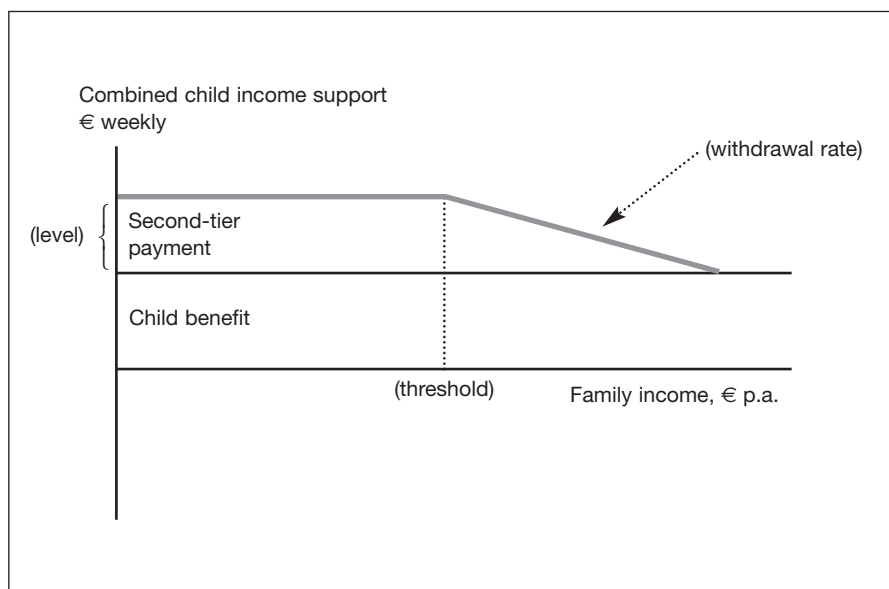 Combined child income support
€ weekly
(withdrawal rate)
(level)
Second-tier
payment
Child benefit
(threshold)
Family income, € p.a.